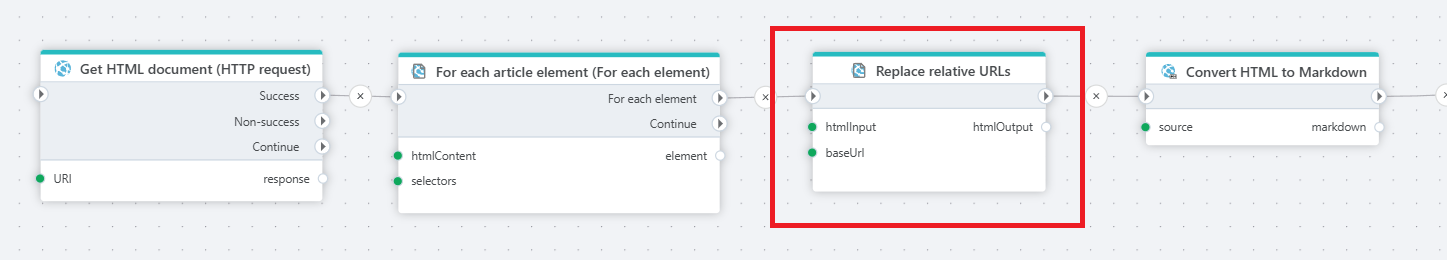 Get HTML document (HTTP request)
Success
Non-success
Continue
URI
response
For each article element (For each element)
For each element
Continue
htmlContent
element
selectors
Replace relative URLs
htmlInput
htmlOutput
baseUrl
Convert HTML to Markdown
source
markdown